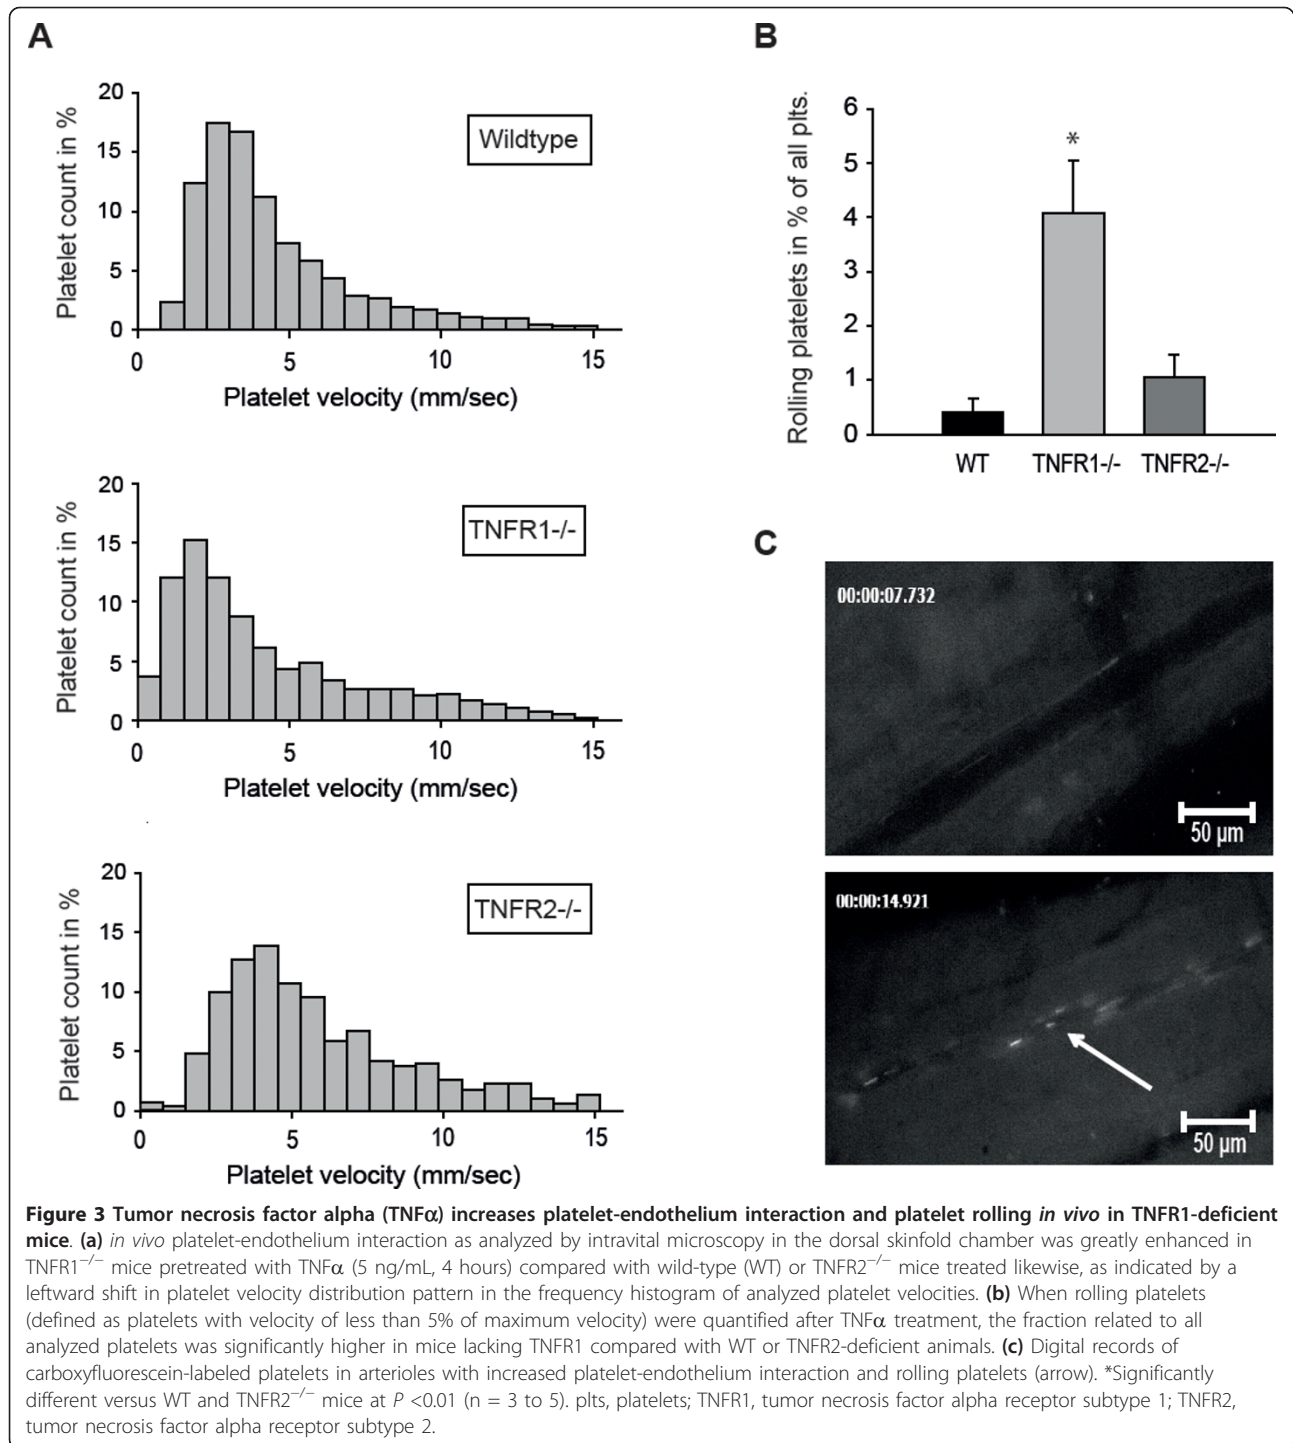 A
20
15
10
5
0
Platelet count in %
Wildtype
0 5 10 15
Platelet velocity (mm/sec)
20
15
10
5
0
Platelet count in %
TNFR1-/-
0 5 10 15
Platelet velocity (mm/sec)
20
15
10
5
0
Platelet count in %
TNFR2-/-
0 5 10 15
Platelet velocity (mm/sec)
B
6
5
4
3
2
1
0
Rolling platelets in % of all plts.
*
WT TNFR1-/- TNFR2-/-
C
00:00:07.732
50 µm
00:00:14.921
50 µm
Figure 3 Tumor necrosis factor alpha (TNFα) increases platelet-endothelium interaction and platelet rolling in vivo in TNFR1-deficient
mice. (a) in vivo platelet-endothelium interaction as analyzed by intravital microscopy in the dorsal skinfold chamber was greatly enhanced in
TNFR1−/− mice pretreated with TNFα (5 ng/mL, 4 hours) compared with wild-type (WT) or TNFR2−/− mice treated likewise, as indicated by a
leftward shift in platelet velocity distribution pattern in the frequency histogram of analyzed platelet velocities. (b) When rolling platelets
(defined as platelets with velocity of less than 5% of maximum velocity) were quantified after TNFα treatment, the fraction related to all
analyzed platelets was significantly higher in mice lacking TNFR1 compared with WT or TNFR2-deficient animals. (c) Digital records of
carboxyfluorescein-labeled platelets in arterioles with increased platelet-endothelium interaction and rolling platelets (arrow). *Significantly
different versus WT and TNFR2−/− mice at P <0.01 (n = 3 to 5). plts, platelets; TNFR1, tumor necrosis factor alpha receptor subtype 1; TNFR2,
tumor necrosis factor alpha receptor subtype 2.